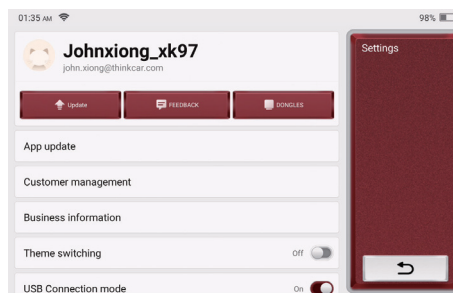 01:35 AM
98%
Johnxiong_xk97
john.xiong@thinkcar.com
Update
FEEDBACK
DONGLES
App update
Customer management
Business information
Theme switching
Off
USB Connection mode
On
Settings